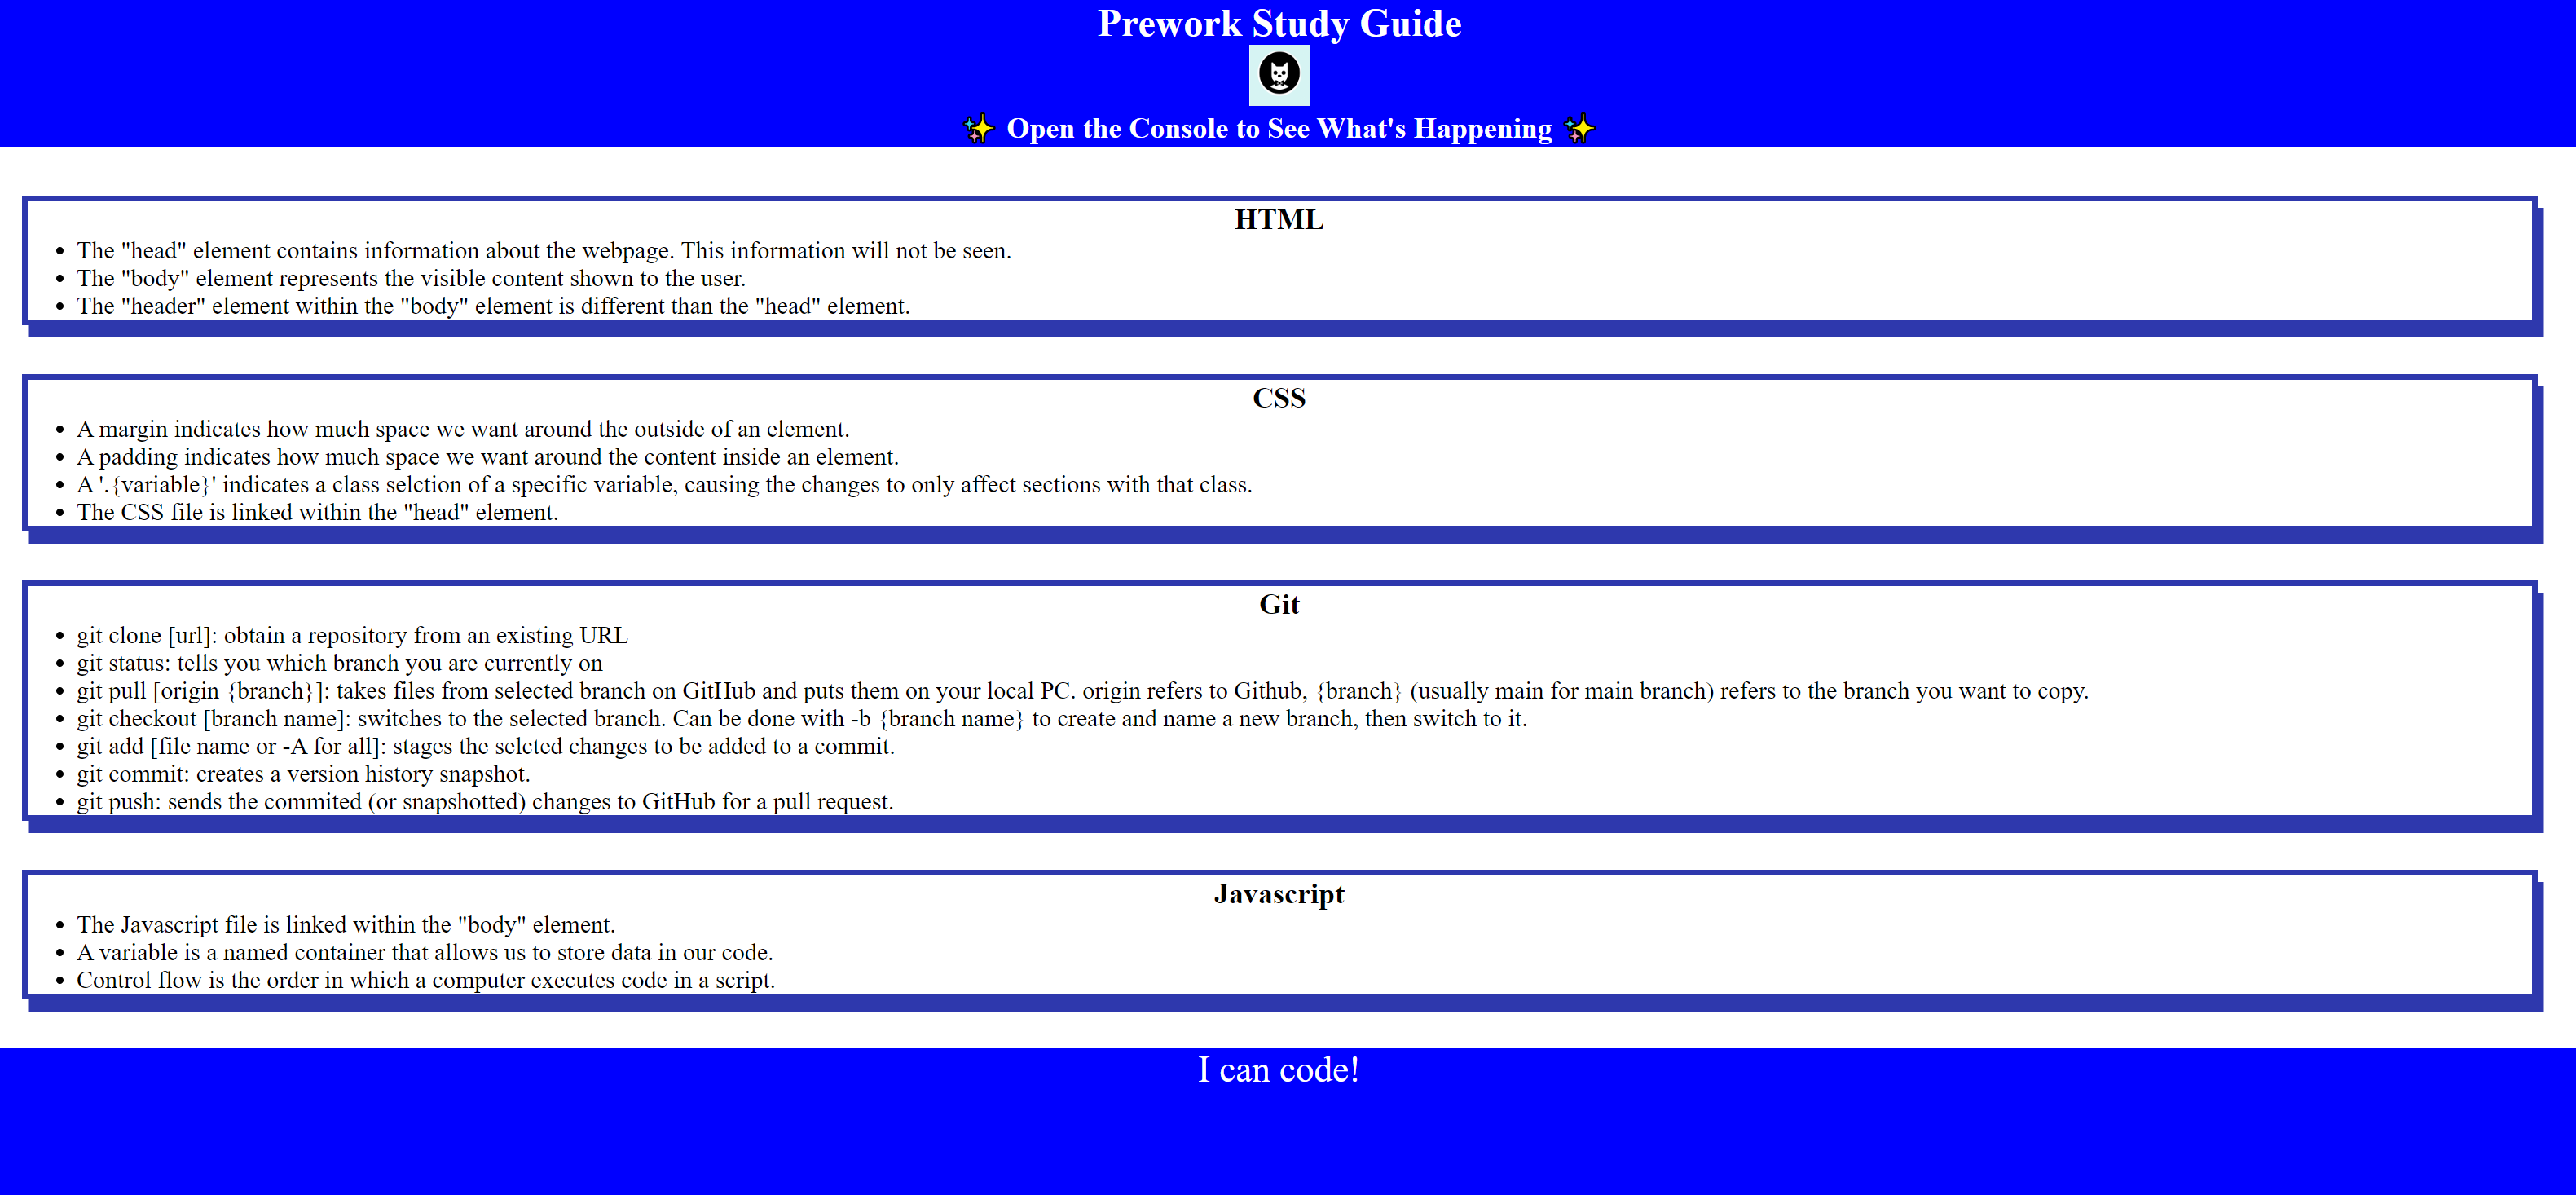 Prework Study Guide
✨ Open the Console to See What's Happening ✨
HTML
• The "head" element contains information about the webpage. This information will not be seen.
• The "body" element represents the visible content shown to the user.
• The "header" element within the "body" element is different than the "head" element.
CSS
• A margin indicates how much space we want around the outside of an element.
• A padding indicates how much space we want around the content inside an element.
• A '.{variable}' indicates a class selction of a specific variable, causing the changes to only affect sections with that class.
• The CSS file is linked within the "head" element.
Git
• git clone [url]: obtain a repository from an existing URL
• git status: tells you which branch you are currently on
• git pull [origin {branch}]: takes files from selected branch on GitHub and puts them on your local PC. origin refers to Github, {branch} (usually main for main branch) refers to the branch you want to copy.
• git checkout [branch name]: switches to the selected branch. Can be done with -b {branch name} to create and name a new branch, then switch to it.
• git add [file name or -A for all]: stages the selcted changes to be added to a commit.
• git commit: creates a version history snapshot.
• git push: sends the commited (or snapshotted) changes to GitHub for a pull request.
Javascript
• The Javascript file is linked within the "body" element.
• A variable is a named container that allows us to store data in our code.
• Control flow is the order in which a computer executes code in a script.
I can code!